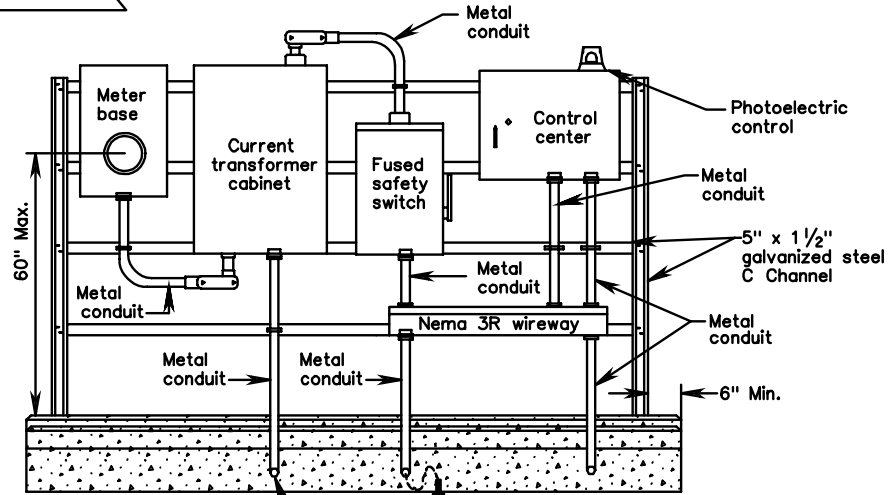 Metal
conduit
Meter
base
Current
transformer
cabinet
Fused
safety
switch
Control
center
Photoelectric
control
Metal
conduit
60" Max.
5" x 1 1/2"
galvanized steel
C Channel
Metal
conduit
Metal
conduit
Nema 3R wireway
Metal
conduit
Metal
conduit
Metal
conduit
6" Min.